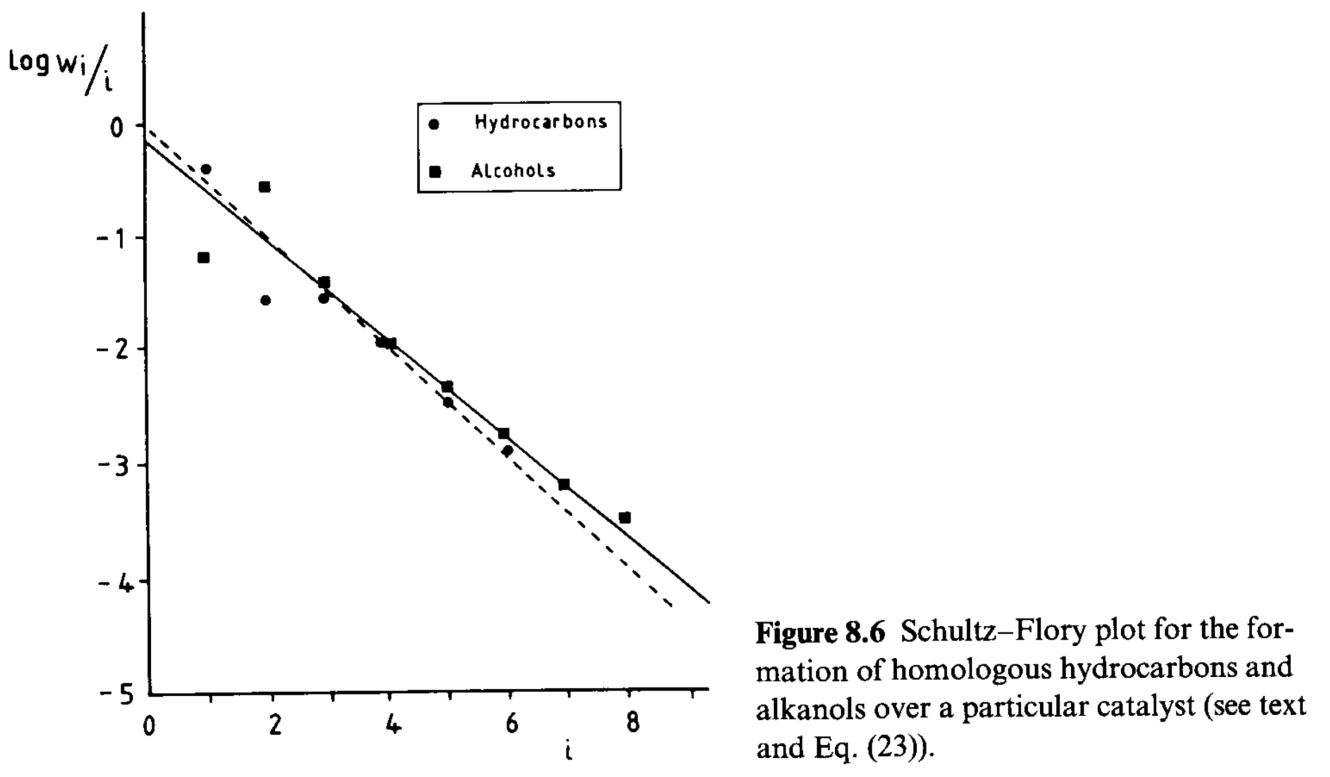 Log Wi/i
0
-1
-2
-3
-4
-5
Hydrocarbons
Alcohols
0 2 4 6 8
i
Figure 8.6 Schultz–Flory plot for the for-
mation of homologous hydrocarbons and
alkanols over a particular catalyst (see text
and Eq. (23)).